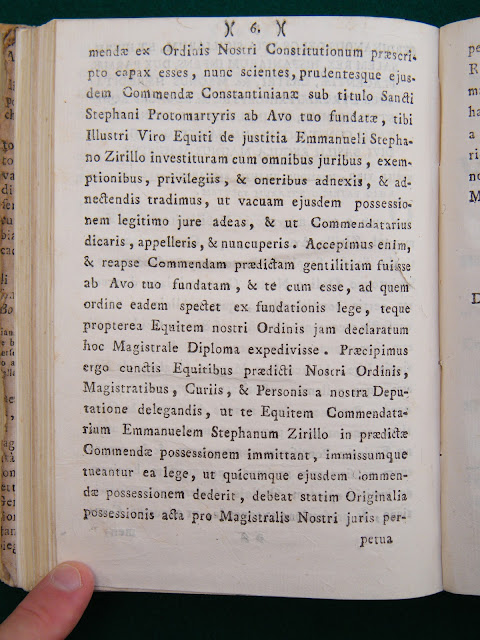 )( 6. )(
mendæ ex Ordinis Nostri Constitutionum præscri-
pto capax esses, nunc scientes, prudentesque ejus-
dem Commendæ Constantinianæ sub titulo Sancti
Stephani Protomartyris ab Avo tuo fundatæ, tibi
Illustri Viro Equiti de justitia Emmanueli Stepha-
no Zirillo investituram cum omnibus juribus, exem-
ptionibus, privilegiis, & oneribus adnexis, & ad-
nectendis tradimus, ut vacuam ejusdem possessio-
nem legitimo jure adeas, & ut Commendatarius
dicaris, appelleris, & nuncuperis. Accepimus enim,
& reapse Commendam prædictam gentilitiam fuisse
ab Avo tuo fundatam, & te cum esse, ad quem
ordine eadem spectet ex fundationis lege, teque
propterea Equitem nostri Ordinis jam declaratum
hoc Magistrale Diploma expedivisse. Præcipimus
ergo cunctis Equitibus prædicti Nostri Ordinis,
Magistratibus, Curiis, & Personis a nostra Depu-
tatione delegandis, ut te Equitem Commendata-
rium Emmanuelem Stephanum Zirillo in prædictæ
Commendæ possessionem immittant, immissumque
tueantur ea lege, ut quicumque ejusdem Commen-
dæ possessionem dederit, debeat statim Originalia
possessionis acta pro Magistralis Nostri juris per-
petua